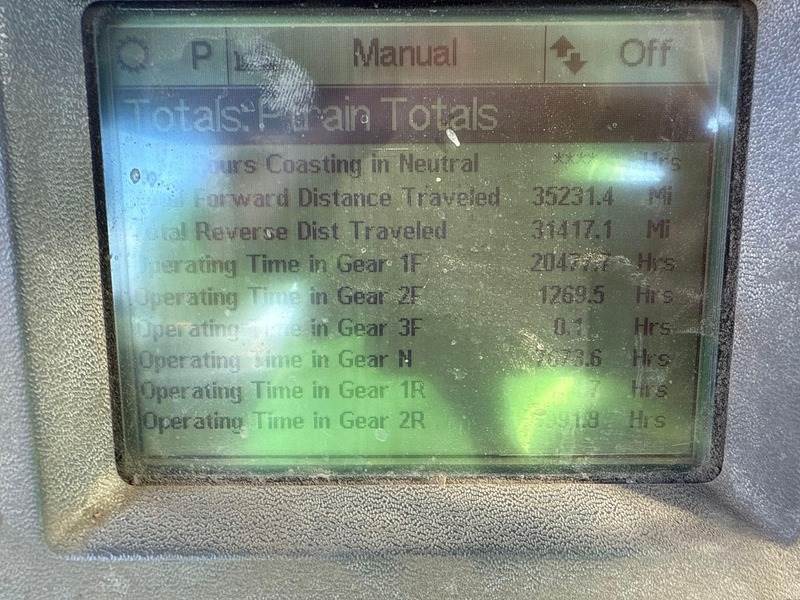 P Manual Off
Totals: Ptrain Totals
Coasting in Neutral **** Hrs
Forward Distance Traveled 35231.4 Mi
Total Reverse Dist Traveled 31417.1 Mi
Operating Time in Gear 1F Hrs
Operating Time in Gear 2F 1269.5 Hrs
Operating Time in Gear 3F 0.1 Hrs
Operating Time in Gear N Hrs
Operating Time in Gear 1R
Operating Time in Gear 2R Hrs